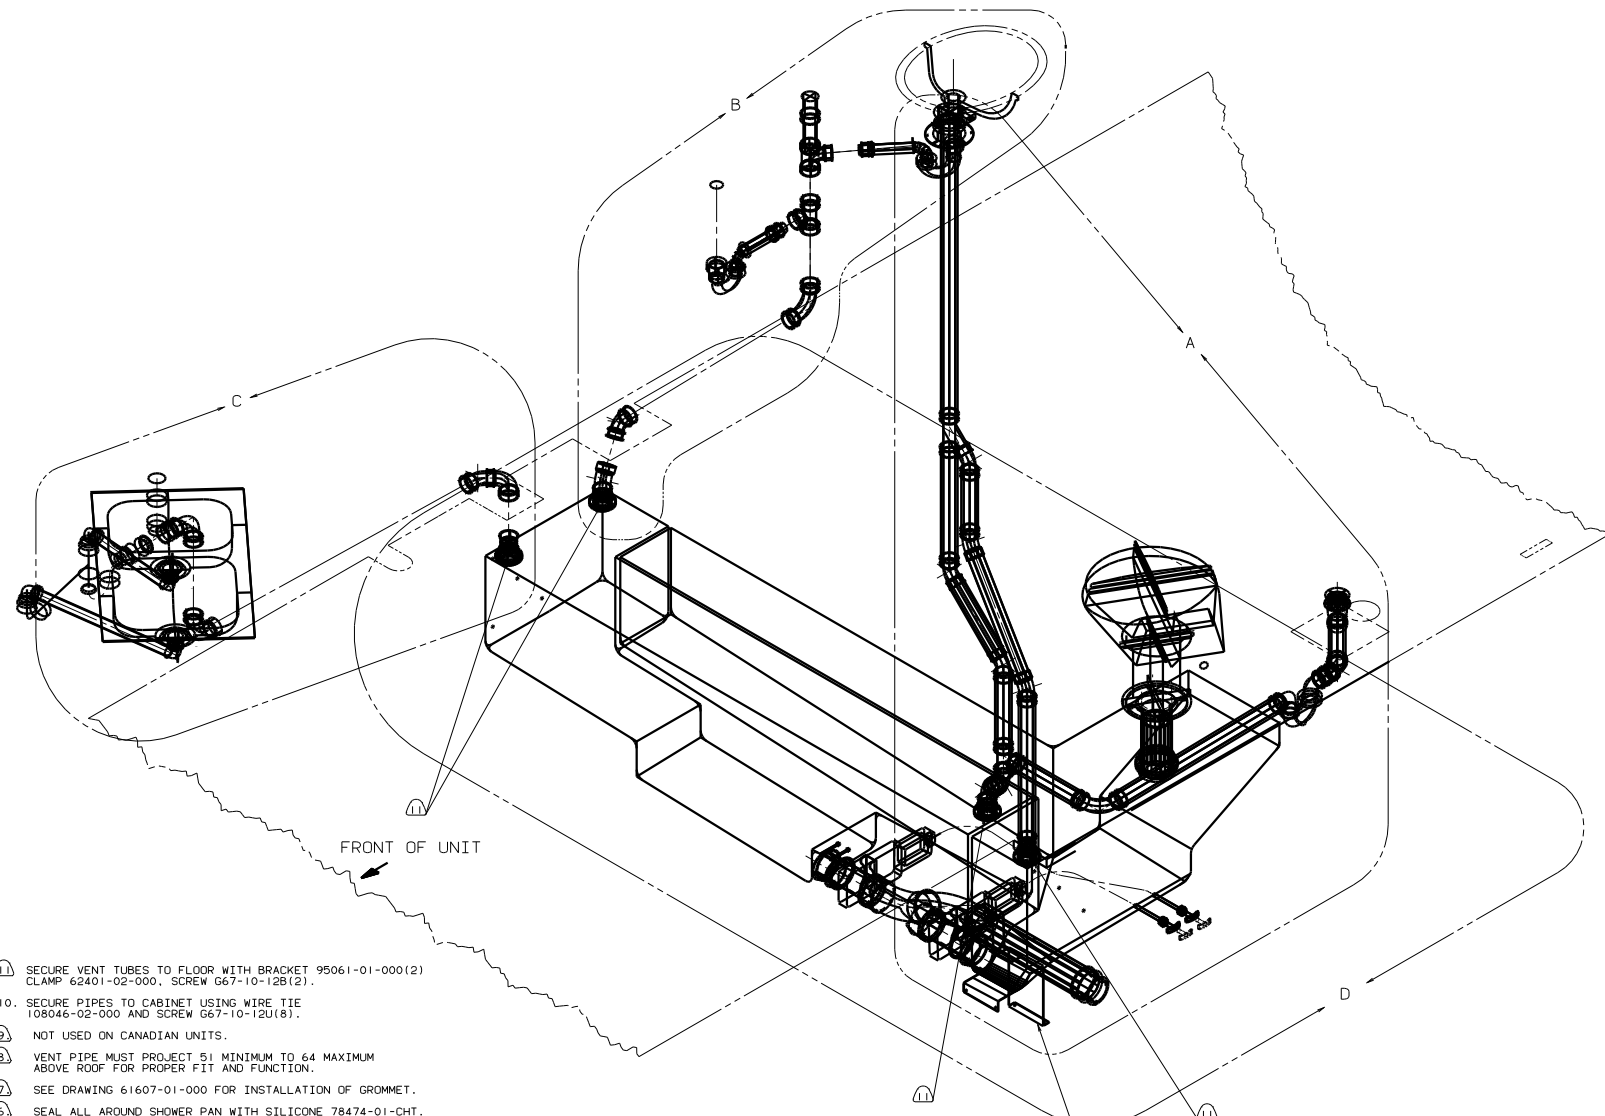 B
A
C
11
FRONT OF UNIT
11 SECURE VENT TUBES TO FLOOR WITH BRACKET 95061-01-000(2)
CLAMP 62401-02-000, SCREW G67-10-12B(2).
10. SECURE PIPES TO CABINET USING WIRE TIE
108046-02-000 AND SCREW G67-10-12U(8).
9. NOT USED ON CANADIAN UNITS.
8. VENT PIPE MUST PROJECT 51 MINIMUM TO 64 MAXIMUM
ABOVE ROOF FOR PROPER FIT AND FUNCTION.
7. SEE DRAWING 61607-01-000 FOR INSTALLATION OF GROMMET.
6. SEAL ALL AROUND SHOWER PAN WITH SILICONE 78474-01-CHT.
D
11
11